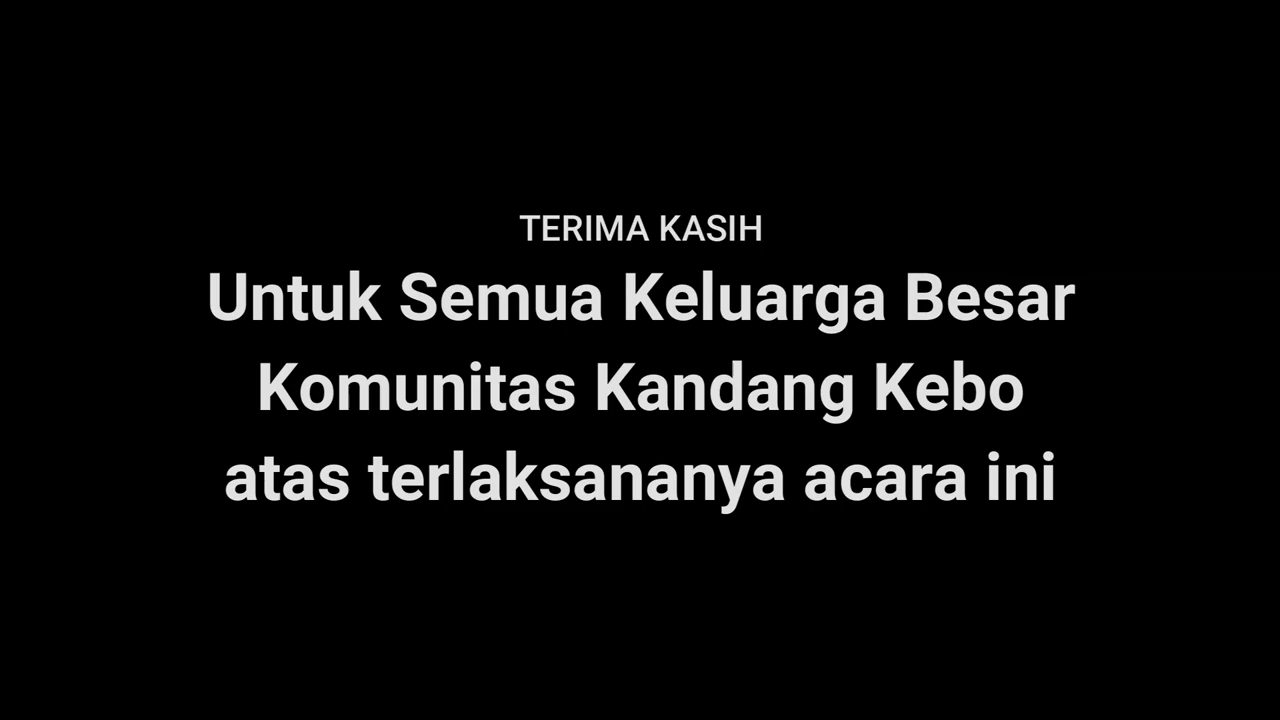 TERIMA KASIH
Untuk Semua Keluarga Besar
Komunitas Kandang Kebo
atas terlaksananya acara ini